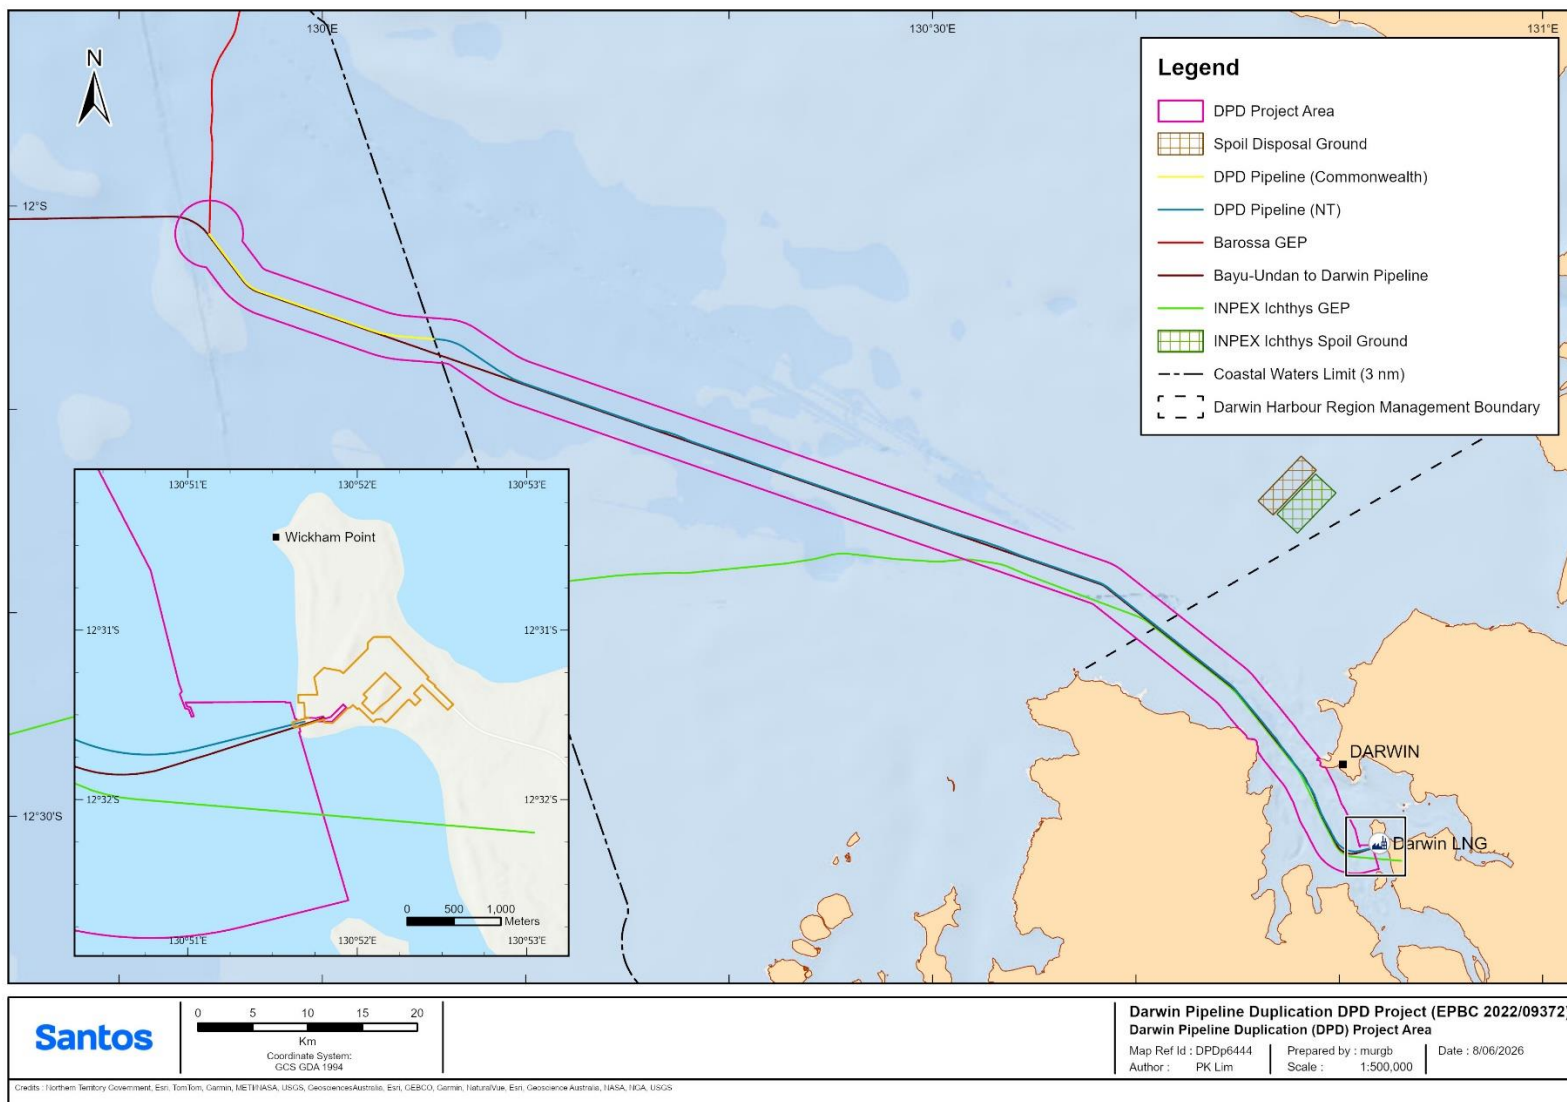 130°E
130°30'E
131°E
N
12°S
12°30'S
Legend
DPD Project Area
Spoil Disposal Ground
DPD Pipeline (Commonwealth)
DPD Pipeline (NT)
Barossa GEP
Bayu-Undan to Darwin Pipeline
INPEX Ichthys GEP
INPEX Ichthys Spoil Ground
Coastal Waters Limit (3 nm)
Darwin Harbour Region Management Boundary
130°51'E
130°52'E
130°53'E
Wickham Point
12°31'S
12°31'S
12°32'S
12°32'S
0 500 1,000
Meters
130°51'E
130°52'E
130°53'E
DARWIN
Darwin LNG
Santos
0 5 10 15 20
Km
Coordinate System:
GCS GDA 1994
Darwin Pipeline Duplication DPD Project (EPBC 2022/09372)
Darwin Pipeline Duplication (DPD) Project Area
Map Ref Id : DPDp6444
Author : PK Lim
Prepared by : murgb
Scale : 1:500,000
Date : 8/06/2026
Credits : Northern Territory Government, Esri, TomTom, Garmin, METI/NASA, USGS, GeosciencesAustralia, Esri, GEBCO, Garmin, NaturalVue, Esri, Geoscience Australia, NASA, NGA, USGS